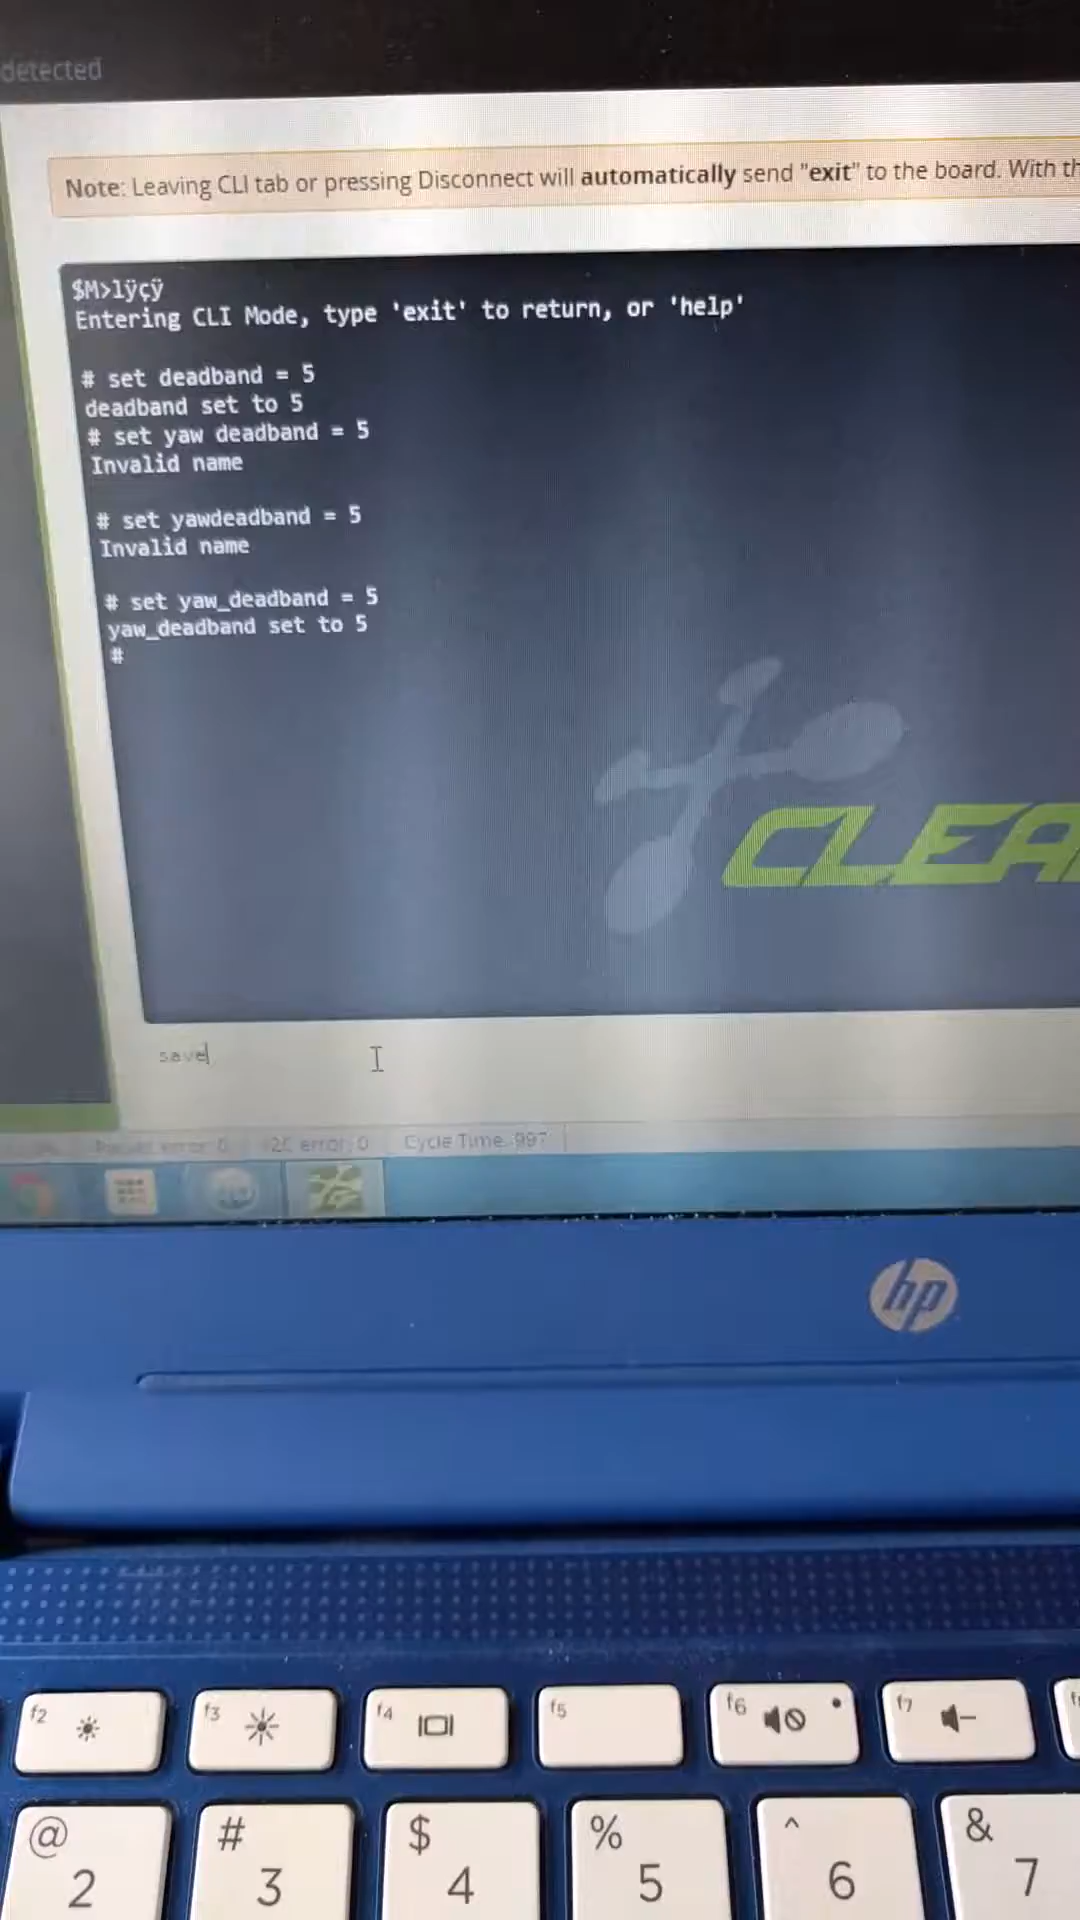 detected
Note: Leaving CLI tab or pressing Disconnect will automatically send "exit" to the board. With th
$M>lÿçÿ
Entering CLI Mode, type 'exit' to return, or 'help'
# set deadband = 5
deadband set to 5
# set yaw deadband = 5
Invalid name
# set yawdeadband = 5
Invalid name
# set yaw_deadband = 5
yaw_deadband set to 5
#
CLEA
save
error: 0 I2C error: 0 Cycle Time: 997
hp
hp
f2 f3 f4 f5 f6 f7
@ # $ % ^ &
2 3 4 5 6 7